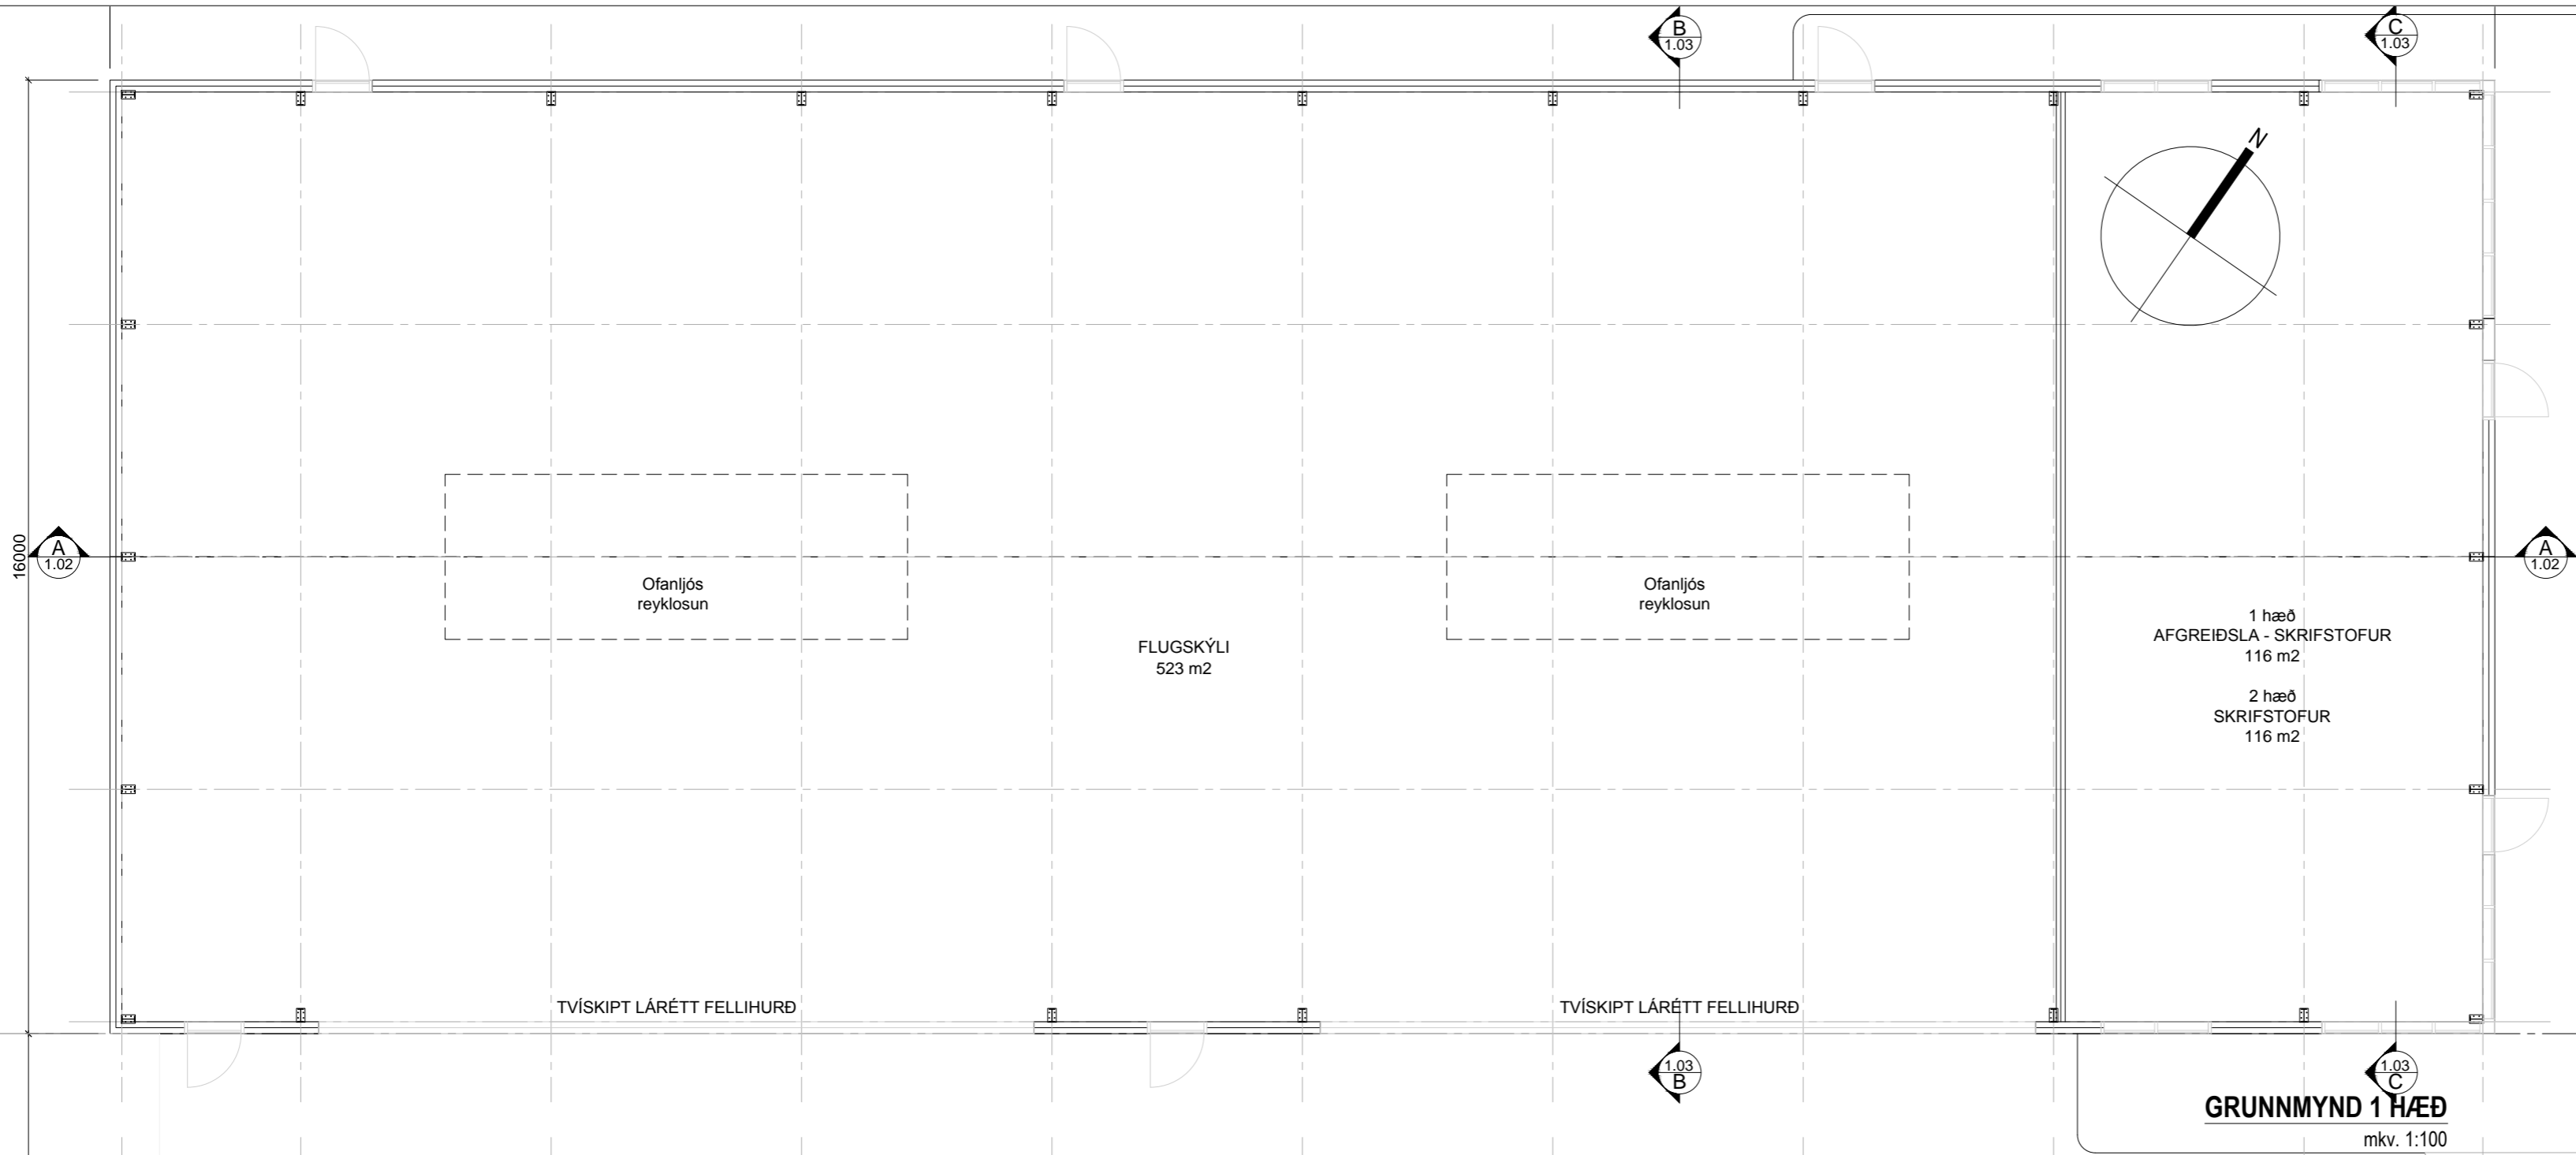 B
1.03
C
1.03
N
16000
A
1.02
A
1.02
Ofanljós
reyklosun
Ofanljós
reyklosun
FLUGSKÝLI
523 m2
1 hæð
AFGREIÐSLA - SKRIFSTOFUR
116 m2
2 hæð
SKRIFSTOFUR
116 m2
TVÍSKIPT LÁRÉTT FELLIHURÐ
TVÍSKIPT LÁRÉTT FELLIHURÐ
1.03
B
1.03
C
GRUNNMYND 1 HÆÐ
mkv. 1:100